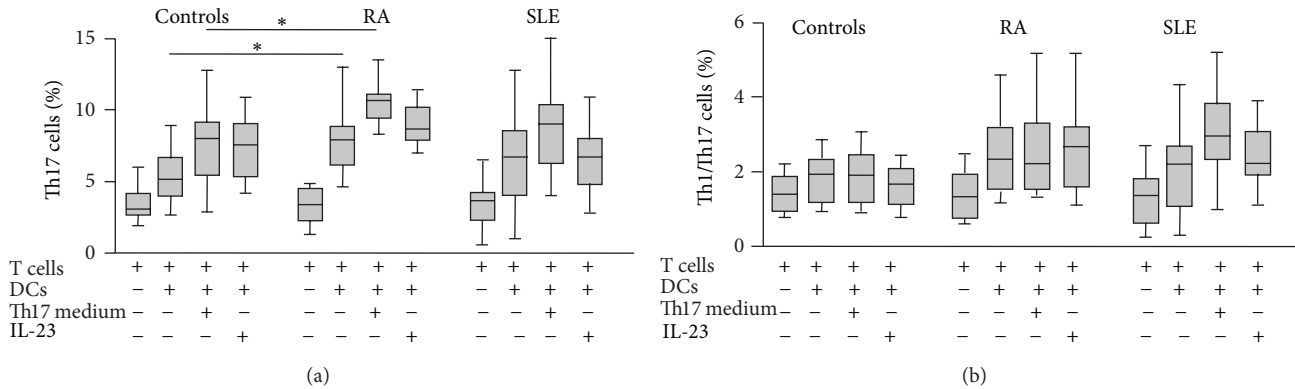 Controls RA SLE
* *
Th17 cells (%)
15
10
5
0
T cells + + + + + + + + + + + +
DCs − + + + − + + + − + + +
Th17 medium − − + − − − + − − − + −
IL-23 − − − + − − − + − − − +
(a)
Controls RA SLE
Th1/Th17 cells (%)
6
4
2
0
T cells + + + + + + + + + + + +
DCs − + + + − + + + − + + +
Th17 medium − − + − − − + − − − + −
IL-23 − − − + − − − + − − − +
(b)